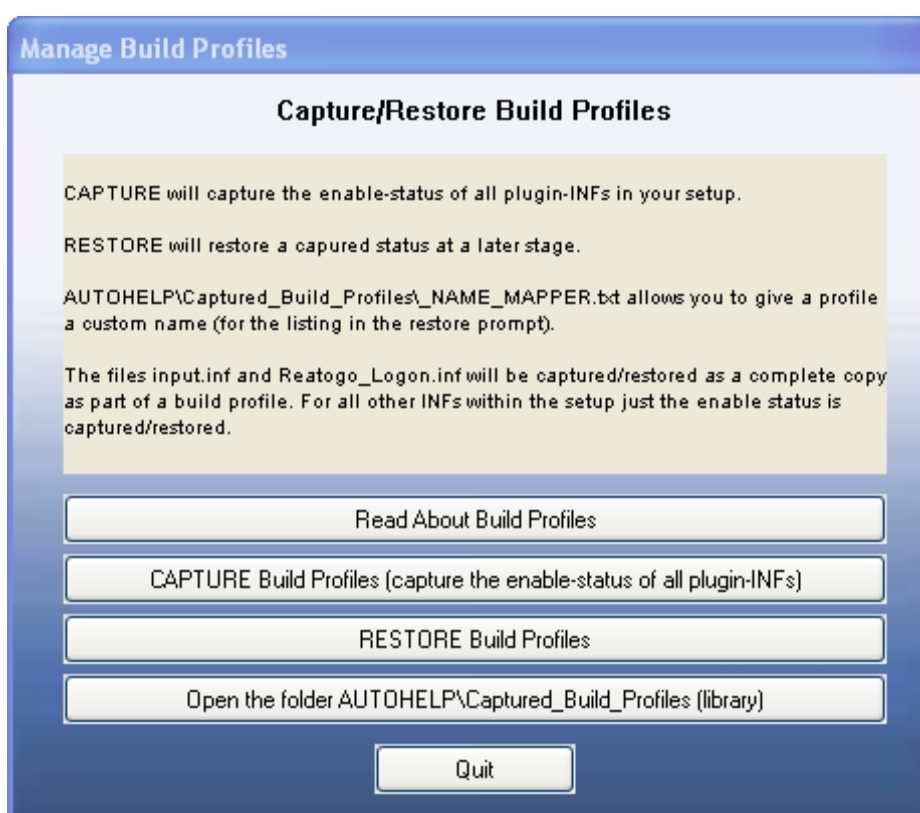 Manage Build Profiles
Capture/Restore Build Profiles
CAPTURE will capture the enable-status of all plugin-INFs in your setup.
RESTORE will restore a capured status at a later stage.
AUTOHELP\Captured_Build_Profiles\_NAME_MAPPER.txt allows you to give a profile
a custom name (for the listing in the restore prompt).
The files input.inf and Reatogo_Logon.inf will be captured/restored as a complete copy
as part of a build profile. For all other INFs within the setup just the enable status is
captured/restored.
Read About Build Profiles
CAPTURE Build Profiles (capture the enable-status of all plugin-INFs)
RESTORE Build Profiles
Open the folder AUTOHELP\Captured_Build_Profiles (library)
Quit